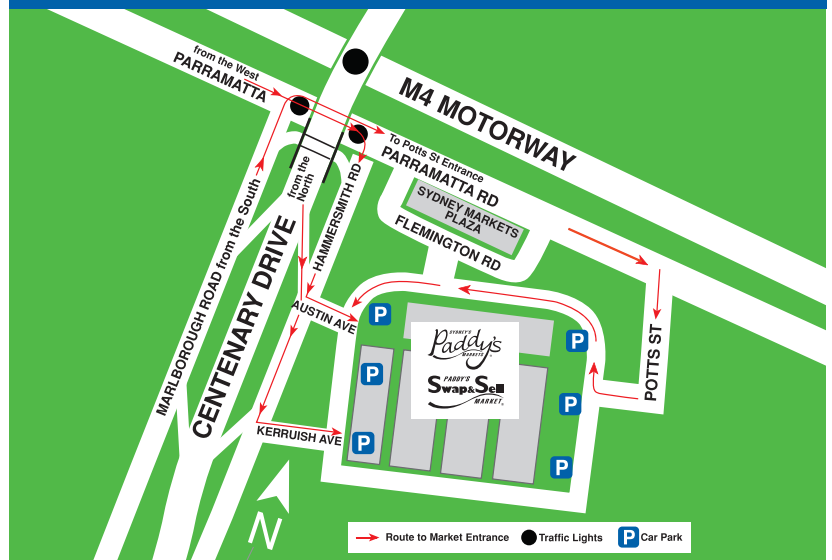 from the West
PARRAMATTA
M4 MOTORWAY
To Potts St Entrance
PARRAMATTA RD
SYDNEY MARKETS
PLAZA
FLEMINGTON RD
from the
North
HAMMERSMITH RD
MARLBOROUGH ROAD from the South
CENTENARY DRIVE
AUSTIN AVE
P
P
SYDNEY'S
Paddy's
MARKETS
PADDY'S
Swap&Sell
MARKET
POTTS ST
P
P
KERRUISH AVE
P
P
N
Route to Market Entrance
Traffic Lights
P Car Park